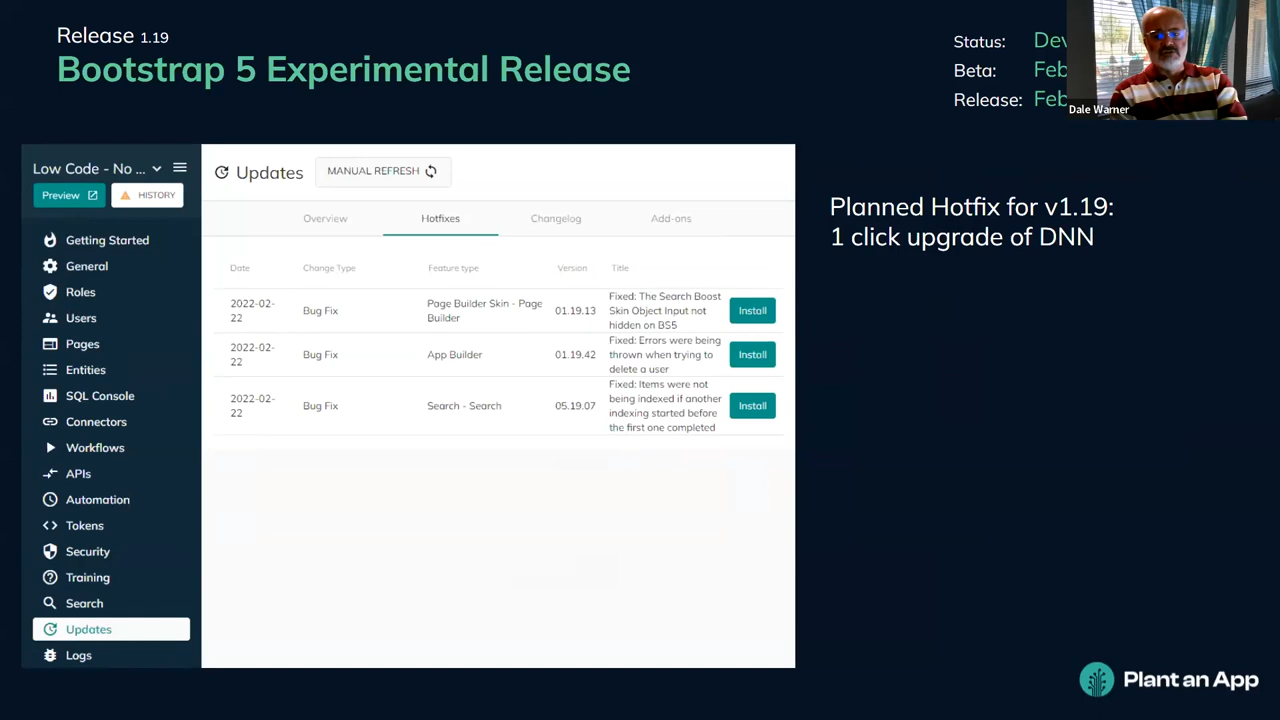 Release 1.19
Bootstrap 5 Experimental Release
Status:
Beta: Feb
Release: Feb
Dale Warner
Low Code - No ...
Preview
HISTORY
Getting Started
General
Roles
Users
Pages
Entities
SQL Console
Connectors
Workflows
APIs
Automation
Tokens
Security
Training
Search
Updates
Logs
Updates
MANUAL REFRESH
Overview Hotfixes Changelog Add-ons
Date Change Type Feature type Version Title
2022-02-
22
Bug Fix
Page Builder Skin - Page
Builder
01.19.13
Fixed: The Search Boost
Skin Object Input not
hidden on BS5
Install
2022-02-
22
Bug Fix
App Builder
01.19.42
Fixed: Errors were being
thrown when trying to
delete a user
Install
2022-02-
22
Bug Fix
Search - Search
05.19.07
Fixed: Items were not
being indexed if another
indexing started before
the first one completed
Install
Planned Hotfix for v1.19:
1 click upgrade of DNN
Plant an App